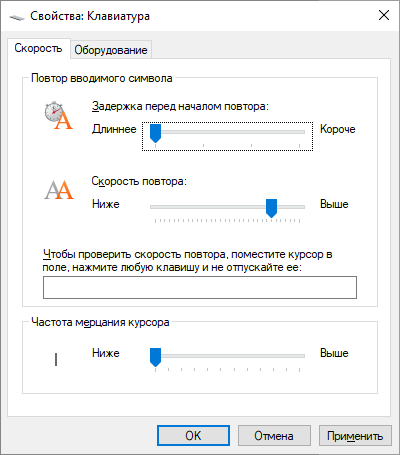 Свойства: Клавиатура
Скорость Оборудование
Повтор вводимого символа
Задержка перед началом повтора:
Длиннее Короче
Скорость повтора:
Ниже Выше
Чтобы проверить скорость повтора, поместите курсор в
поле, нажмите любую клавишу и не отпускайте ее:
Частота мерцания курсора
Ниже Выше
OK Отмена Применить